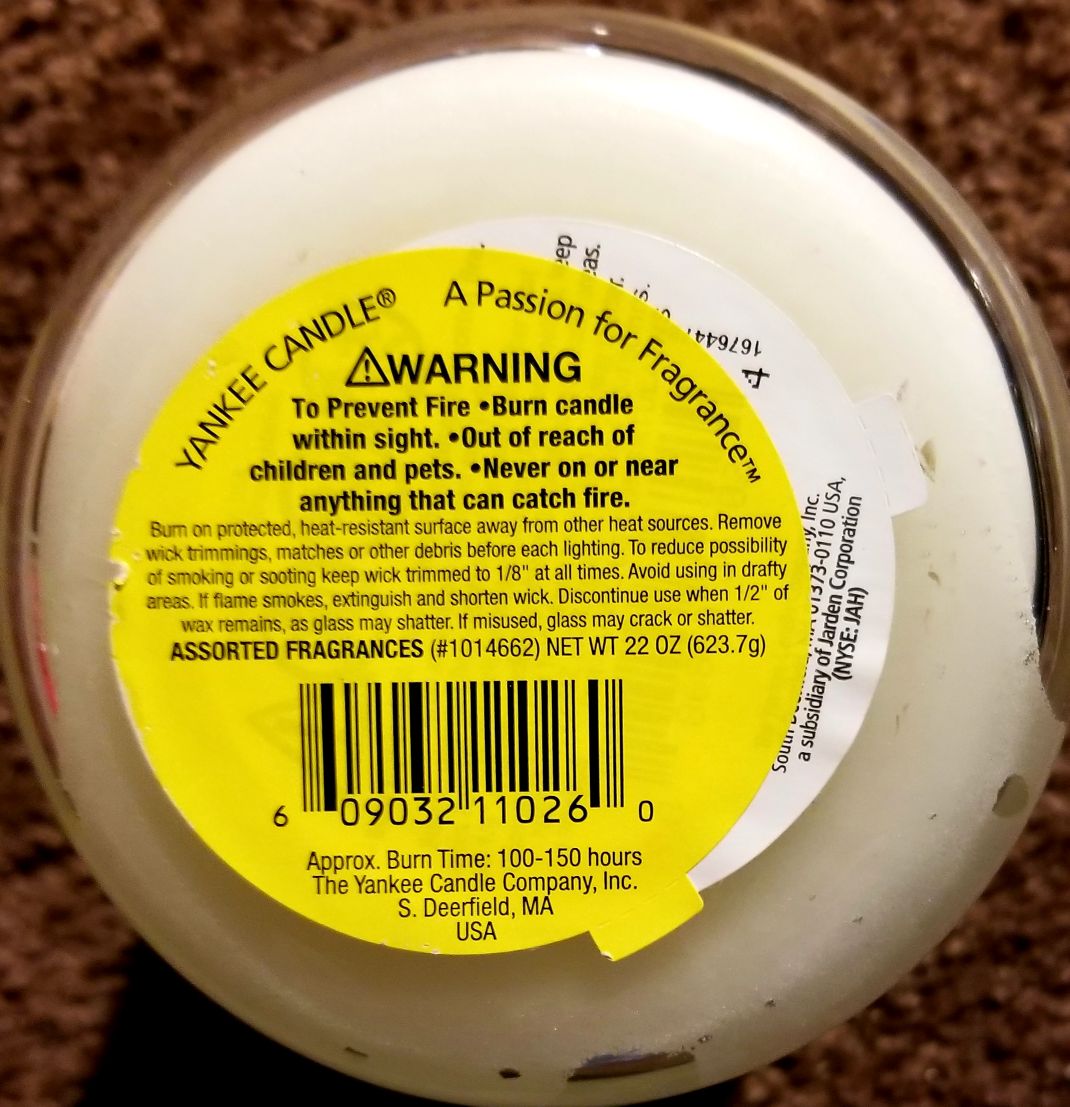 YANKEE CANDLE® A Passion for Fragrance™
⚠WARNING
To Prevent Fire •Burn candle
within sight. •Out of reach of
children and pets. •Never on or near
anything that can catch fire.
Burn on protected, heat-resistant surface away from other heat sources. Remove
wick trimmings, matches or other debris before each lighting. To reduce possibility
of smoking or sooting keep wick trimmed to 1/8" at all times. Avoid using in drafty
areas. If flame smokes, extinguish and shorten wick. Discontinue use when 1/2" of
wax remains, as glass may shatter. If misused, glass may crack or shatter.
ASSORTED FRAGRANCES (#1014662) NET WT 22 OZ (623.7g)
6 09032 11026 0
Approx. Burn Time: 100-150 hours
The Yankee Candle Company, Inc.
S. Deerfield, MA
USA
Inc.
01373-0110 USA,
a subsidiary of Jarden Corporation
(NYSE: JAH)